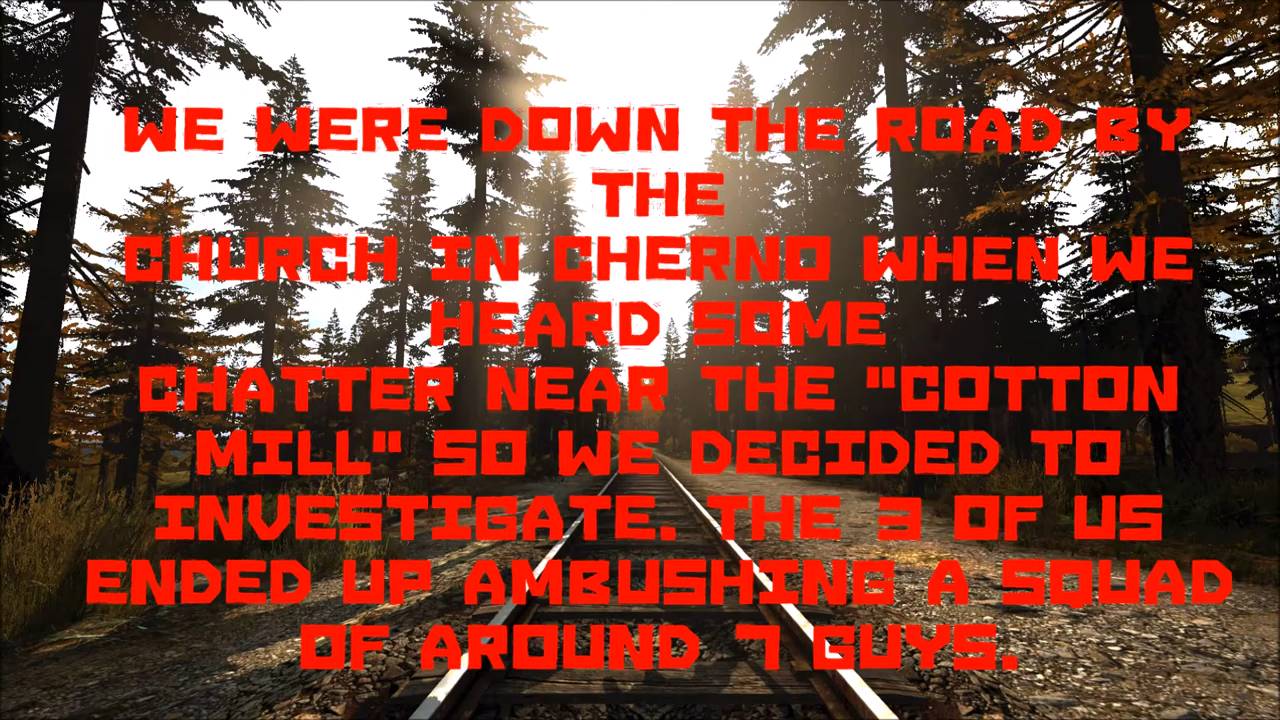 WE WERE DOWN THE ROAD BY
THE
CHURCH IN CHERNO WHEN WE
HEARD SOME
CHATTER NEAR THE "COTTON
MILL" SO WE DECIDED TO
INVESTIGATE. THE 3 OF US
ENDED UP AMBUSHING A SQUAD
OF AROUND 7 GUYS.